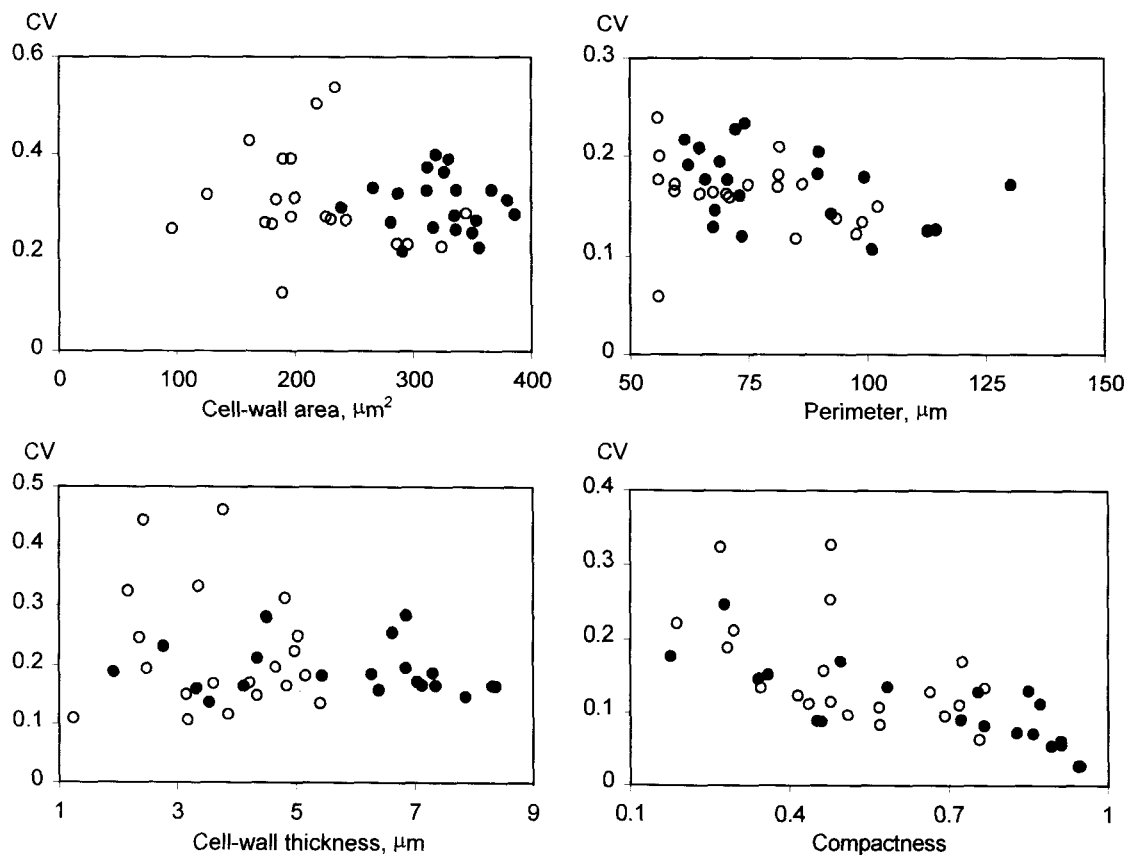 CV
0.6
0.4
0.2
0
0 100 200 300 400
Cell-wall area, μm²
CV
0.3
0.2
0.1
0
50 75 100 125 150
Perimeter, μm
CV
0.5
0.4
0.3
0.2
0.1
0
1 3 5 7 9
Cell-wall thickness, μm
CV
0.4
0.3
0.2
0.1
0
0.1 0.4 0.7 1
Compactness